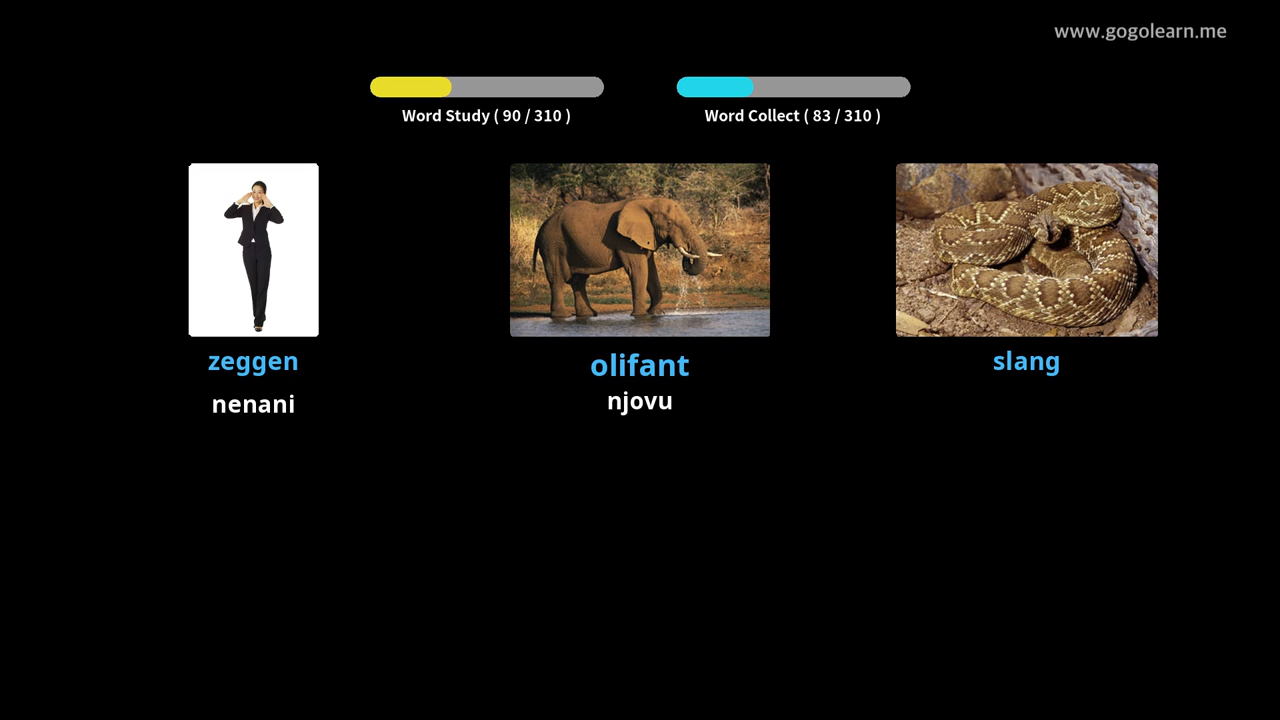 www.gogolearn.me
Word Study ( 90 / 310 )
Word Collect ( 83 / 310 )
zeggen
nenani
olifant
njovu
slang